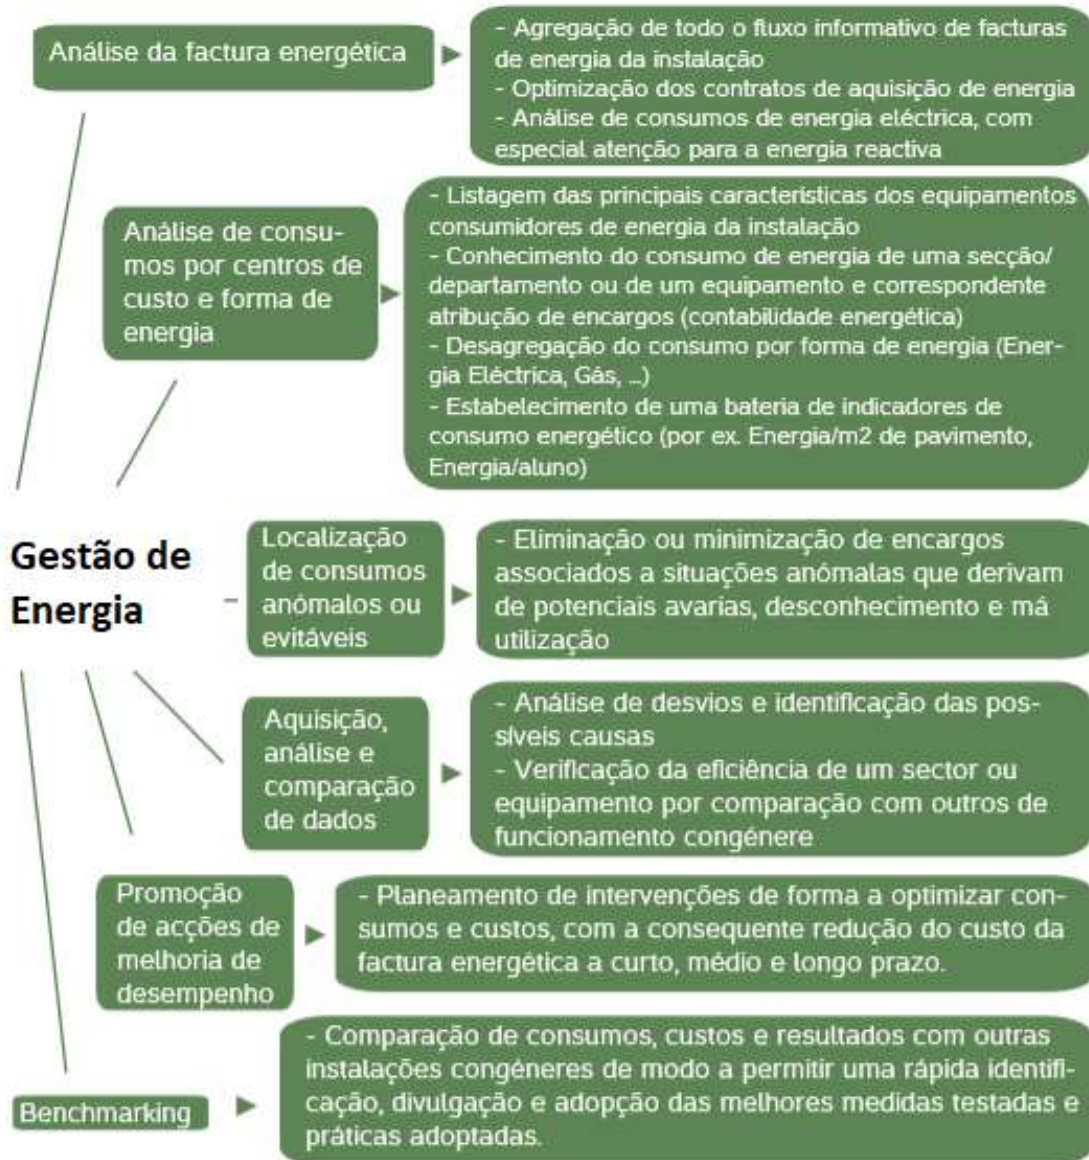 Análise da factura energética
- Agregação de todo o fluxo informativo de facturas
de energia da instalação
- Optimização dos contratos de aquisição de energia
- Análise de consumos de energia eléctrica, com
especial atenção para a energia reactiva
Análise de consu-
mos por centros de
custo e forma de
energia
- Listagem das principais características dos equipamentos
consumidores de energia da instalação
- Conhecimento do consumo de energia de uma secção/
departamento ou de um equipamento e correspondente
atribução de encargos (contabilidade energética)
- Desagregação do consumo por forma de energia (Ener-
gia Eléctrica, Gás, ...)
- Estabelecimento de uma bateria de indicadores de
consumo energético (por ex. Energia/m2 de pavimento,
Energia/aluno)
Gestão de
Energia
Localização
de consumos
anómalos ou
evitáveis
- Eliminação ou minimização de encargos
associados a situações anómalas que derivam
de potenciais avarias, desconhecimento e má
utilização
Aquisição,
análise e
comparação
de dados
- Análise de desvios e identificação das pos-
síveis causas
- Verificação da eficiência de um sector ou
equipamento por comparação com outros de
funcionamento congénere
Promoção
de acções de
melhoria de
desempenho
- Planeamento de intervenções de forma a optimizar con-
sumos e custos, com a consequente redução do custo da
factura energética a curto, médio e longo prazo.
Benchmarking
- Comparação de consumos, custos e resultados com outras
instalações congéneres de modo a permitir uma rápida identifi-
cação, divulgação e adopção das melhores medidas testadas e
práticas adoptadas.